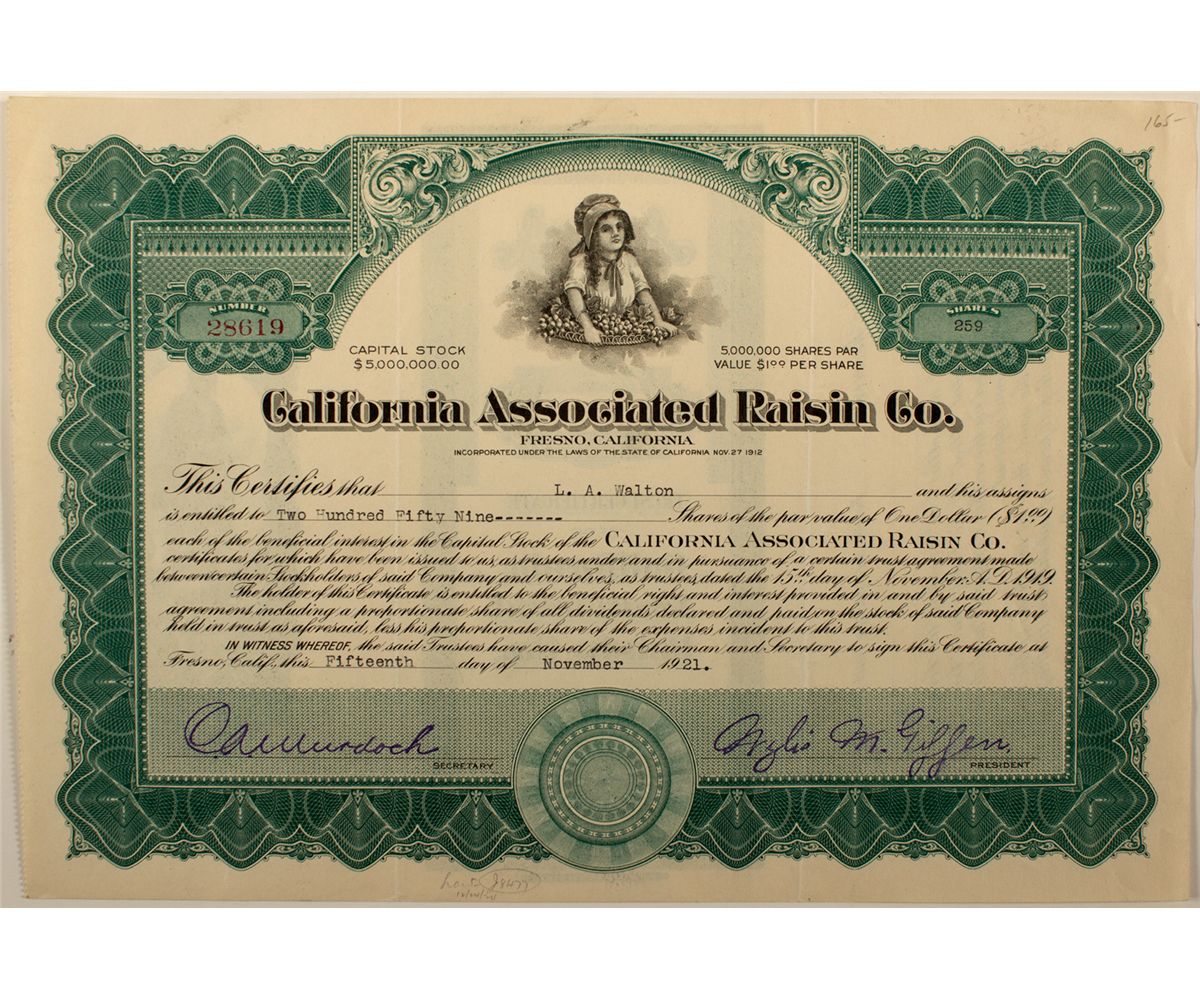 165-
NUMBER
28619
SHARES
259
CAPITAL STOCK
$5,000,000.00
5,000,000 SHARES PAR
VALUE $1.00 PER SHARE
California Associated Raisin Co.
FRESNO, CALIFORNIA
INCORPORATED UNDER THE LAWS OF THE STATE OF CALIFORNIA NOV. 27 1912
This Certifies that L. A. Walton and his assigns
is entitled to Two Hundred Fifty Nine------- Shares of the par value of One Dollar ($1.00)
each of the beneficial interest in the Capital Stock of the CALIFORNIA ASSOCIATED RAISIN CO.
certificates for which have been issued to us, as trustees under and in pursuance of a certain trust agreement made
between certain Stockholders of said Company and ourselves, as trustees, dated the 15th day of November A.D. 1919.
The holder of this Certificate is entitled to the beneficial right and interest provided in and by said trust
agreement including a proportionate share of all dividends declared and paid on the stock of said Company
held in trust as aforesaid, less his proportionate share of the expenses incident to this trust.
IN WITNESS WHEREOF, the said Trustees have caused their Chairman and Secretary to sign this Certificate at
Fresno, Calif., this Fifteenth day of November 1921.
CA Murdoch
SECRETARY
Wylie M. Giffen.
PRESIDENT